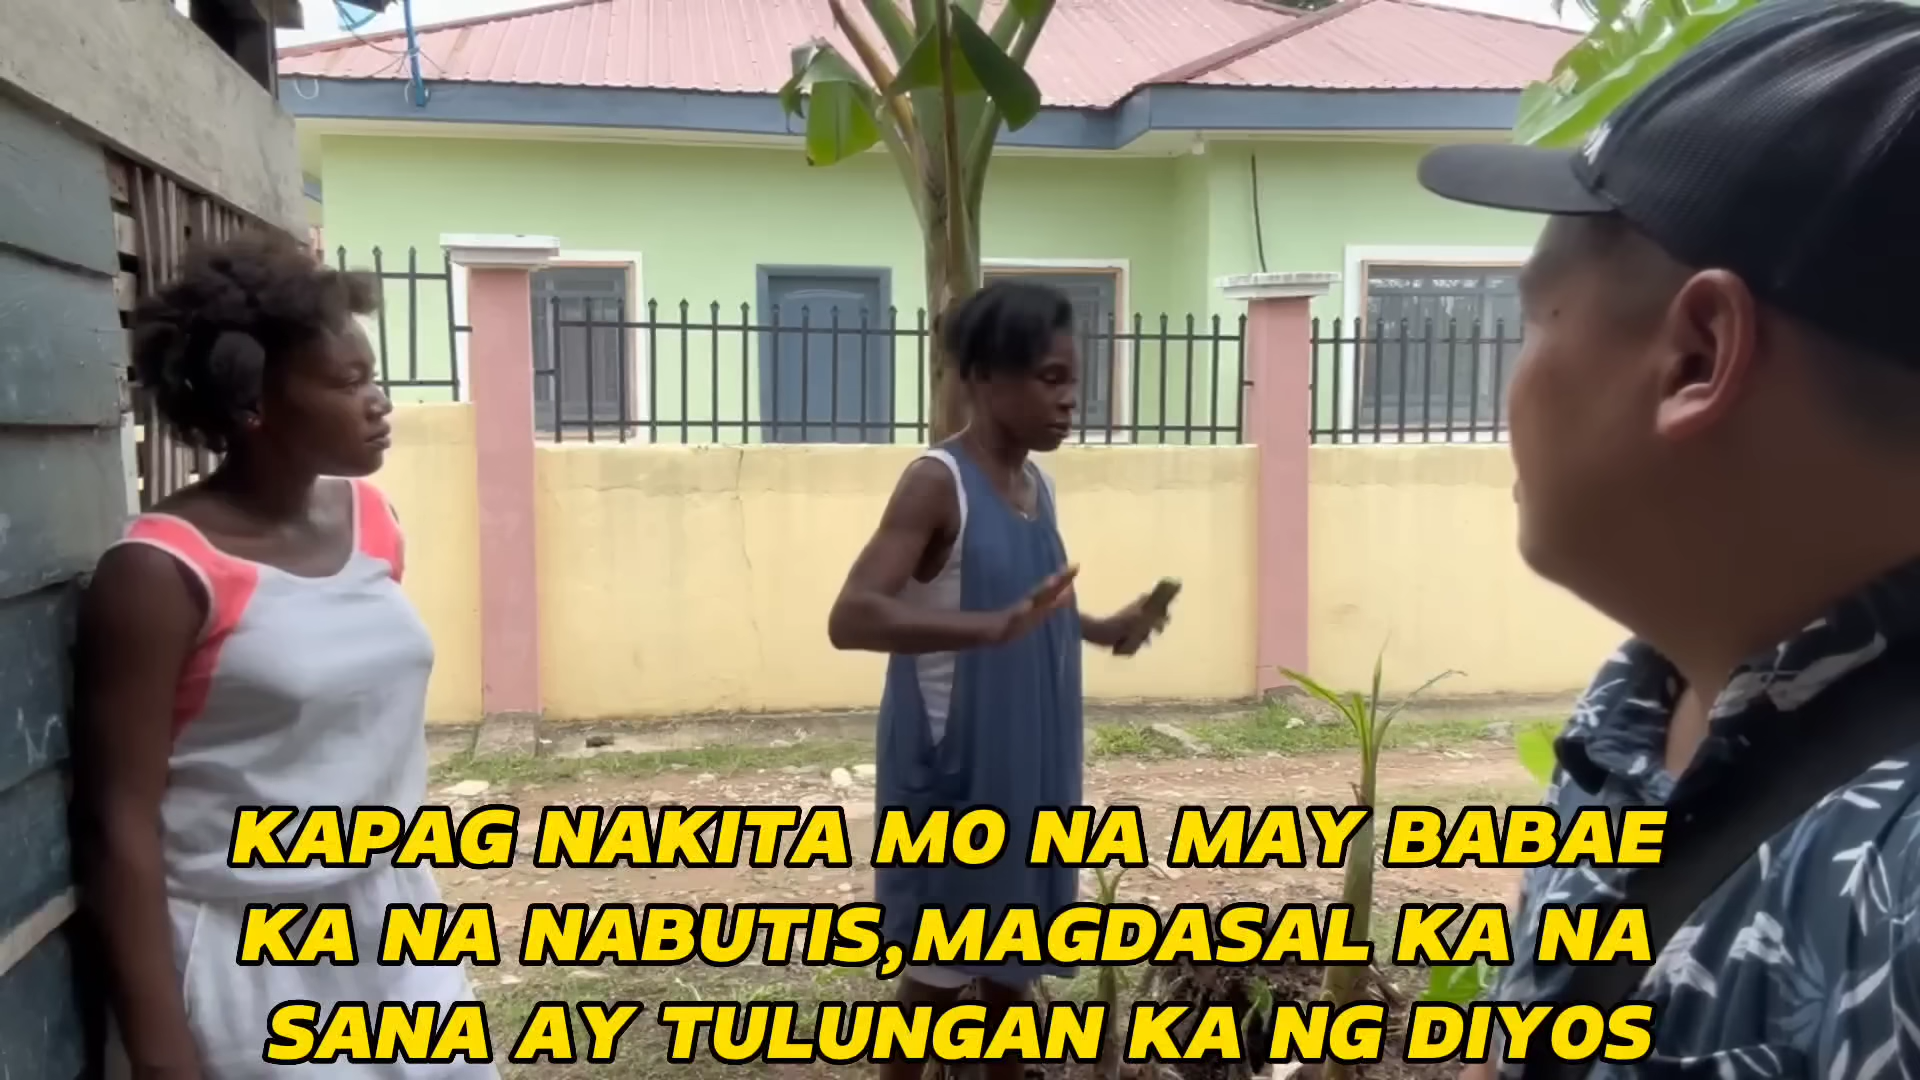 KAPAG NAKITA MO NA MAY BABAE
KA NA NABUTIS,MAGDASAL KA NA
SANA AY TULUNGAN KA NG DIYOS